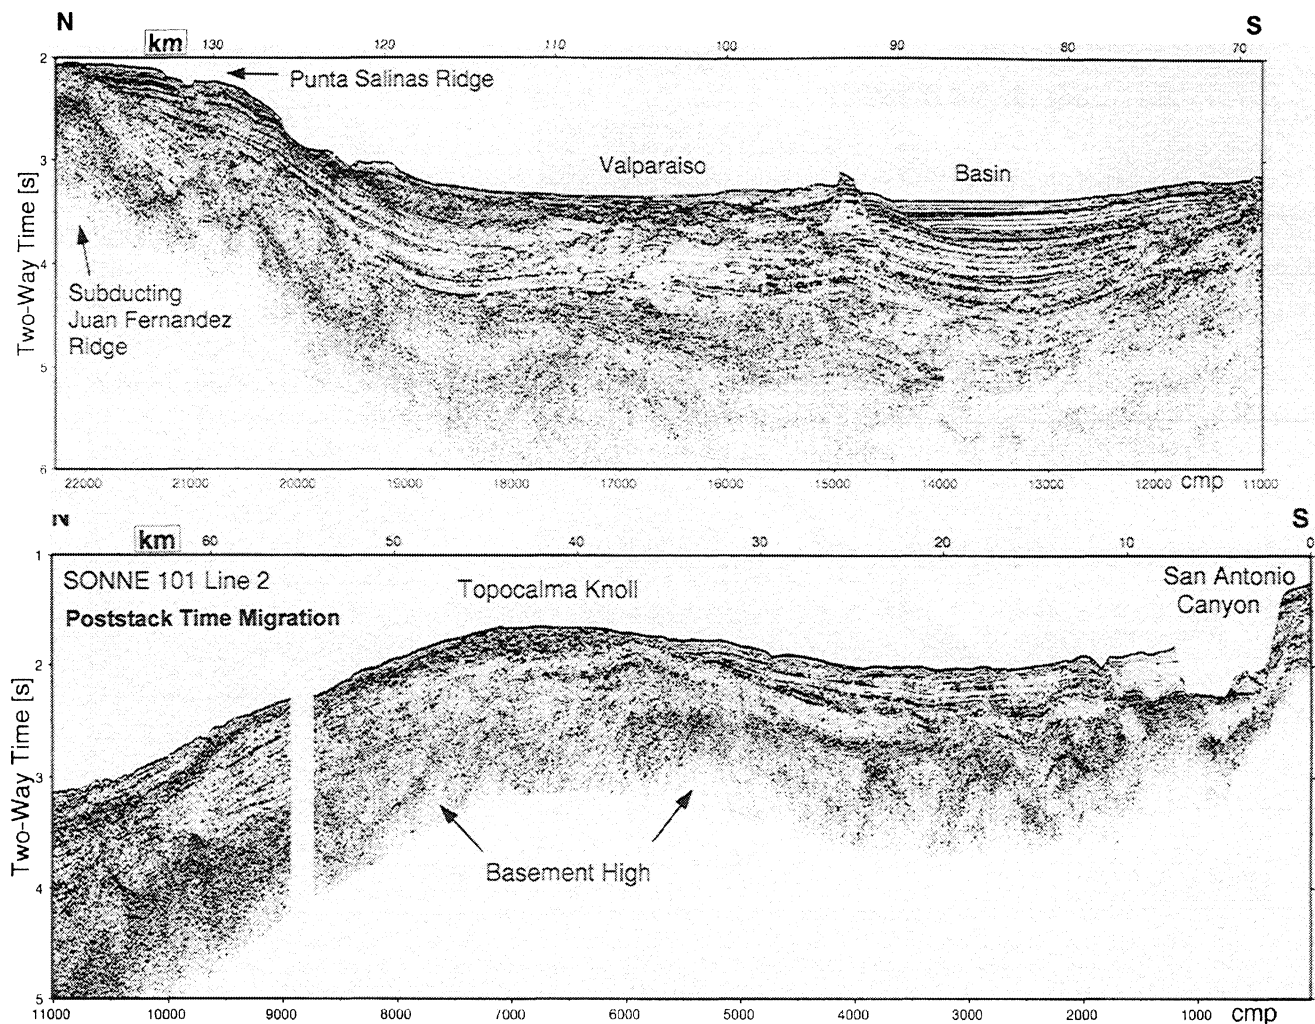 N
S
km 130 120 110 100 90 80 70
2
Punta Salinas Ridge
3
Valparaiso Basin
Two-Way Time [s]
4
Subducting
Juan Fernandez
Ridge
5
6
22000 21000 20000 19000 18000 17000 16000 15000 14000 13000 12000 cmp 11000
N
S
km 60 50 40 30 20 10 0
1
SONNE 101 Line 2
Topocalma Knoll
San Antonio
Canyon
Poststack Time Migration
2
Two-Way Time [s]
3
Basement High
4
5
11000 10000 9000 8000 7000 6000 5000 4000 3000 2000 1000 cmp